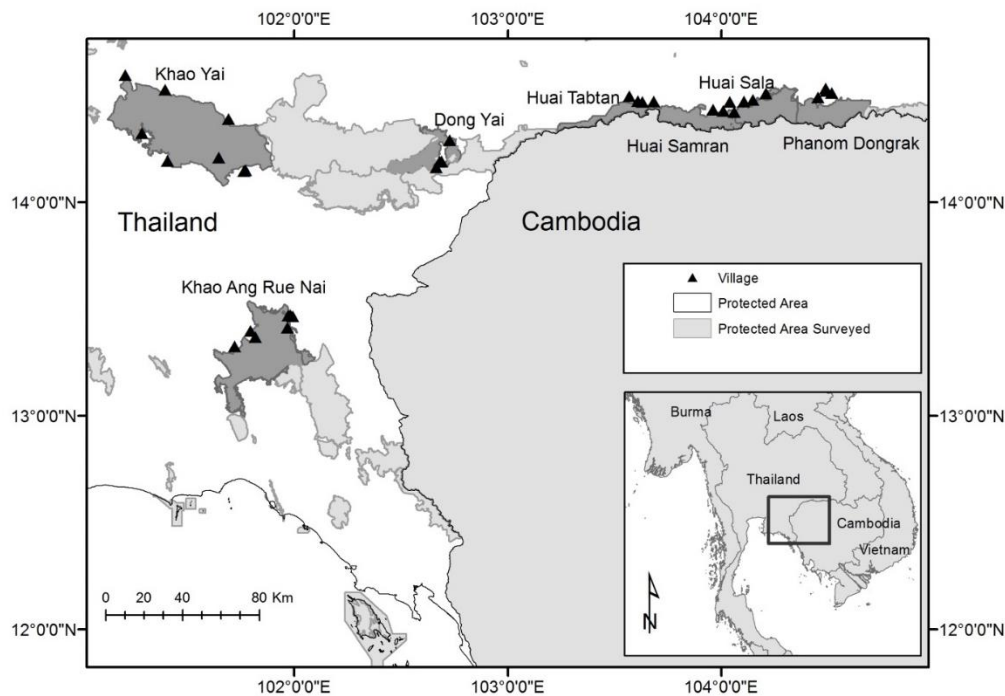 102°0'0"E 103°0'0"E 104°0'0"E
Khao Yai
Huai Sala
Huai Tabtan
Dong Yai
Huai Samran
Phanom Dongrak
14°0'0"N 14°0'0"N
Thailand
Cambodia
Khao Ang Rue Nai
Village
Protected Area
Protected Area Surveyed
13°0'0"N 13°0'0"N
Burma
Laos
Thailand
Cambodia
Vietnam
N
0 20 40 80 Km
12°0'0"N 12°0'0"N
102°0'0"E 103°0'0"E 104°0'0"E